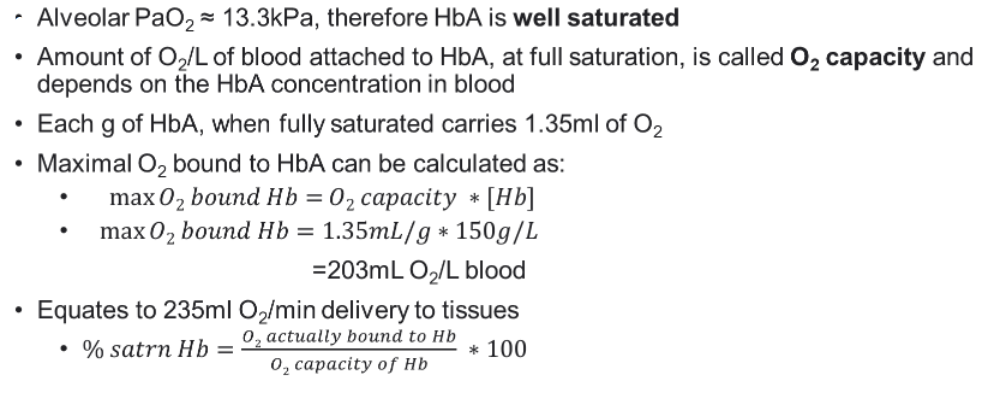 - Alveolar PaO₂ ≈ 13.3kPa, therefore HbA is well saturated
• Amount of O₂/L of blood attached to HbA, at full saturation, is called O₂ capacity and
depends on the HbA concentration in blood
• Each g of HbA, when fully saturated carries 1.35ml of O₂
• Maximal O₂ bound to HbA can be calculated as:
• max O₂ bound Hb = O₂ capacity * [Hb]
• max O₂ bound Hb = 1.35mL/g * 150g/L
=203mL O₂/L blood
• Equates to 235ml O₂/min delivery to tissues
• % satrn Hb = O₂ actually bound to Hb / O₂ capacity of Hb * 100